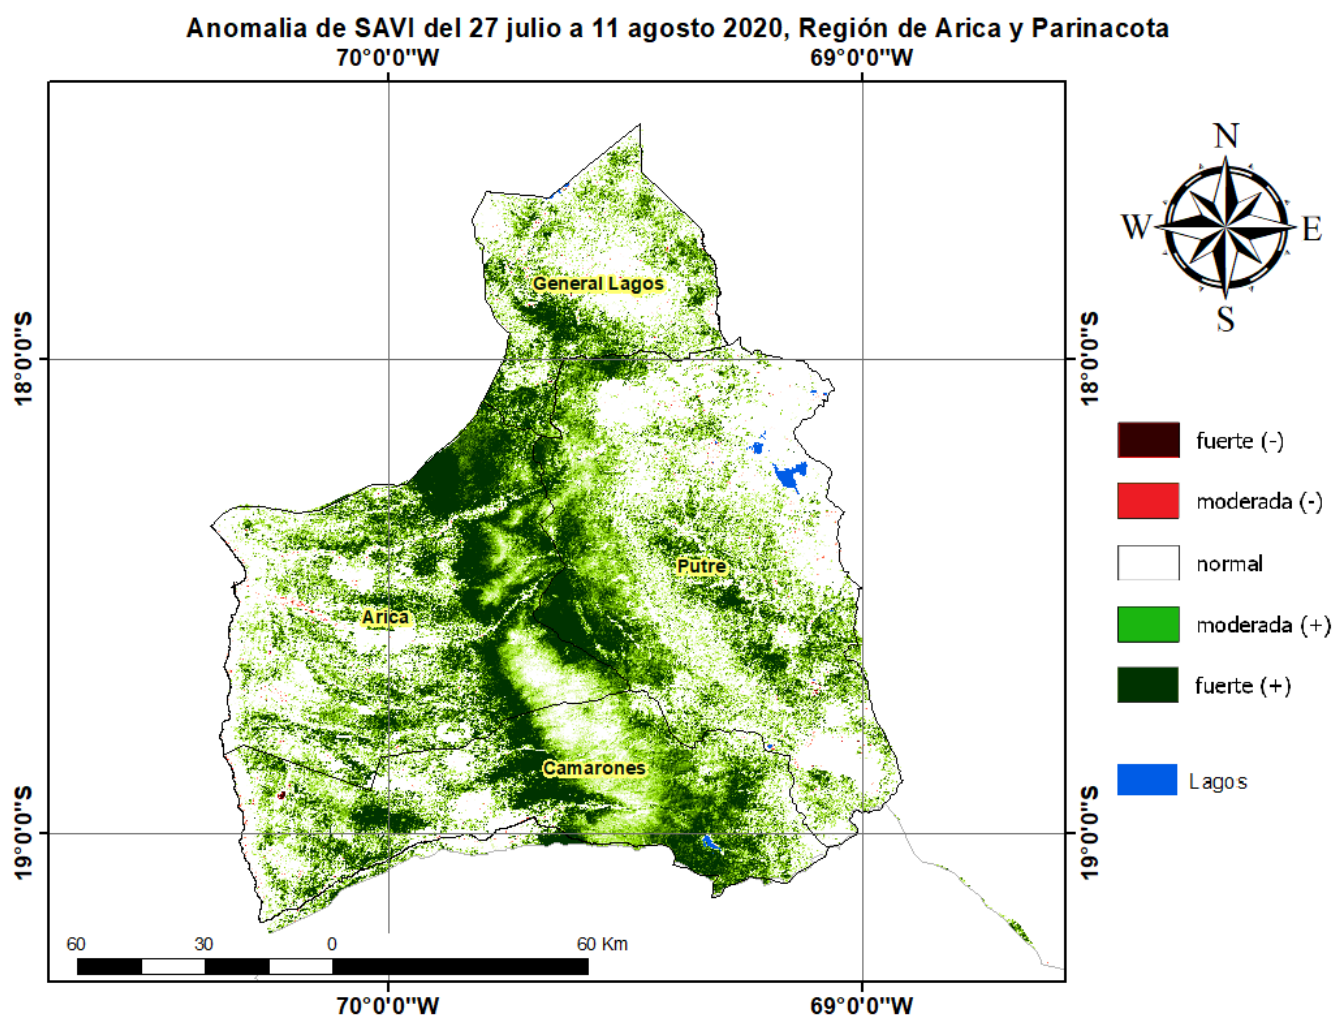 Anomalia de SAVI del 27 julio a 11 agosto 2020, Región de Arica y Parinacota
70°0'0"W 69°0'0"W
N
W E
S
General Lagos
18°0'0"S 18°0'0"S
fuerte (-)
moderada (-)
normal
Putre
Arica
moderada (+)
fuerte (+)
Camarones
Lagos
19°0'0"S 19°0'0"S
60 30 0 60 Km
70°0'0"W 69°0'0"W